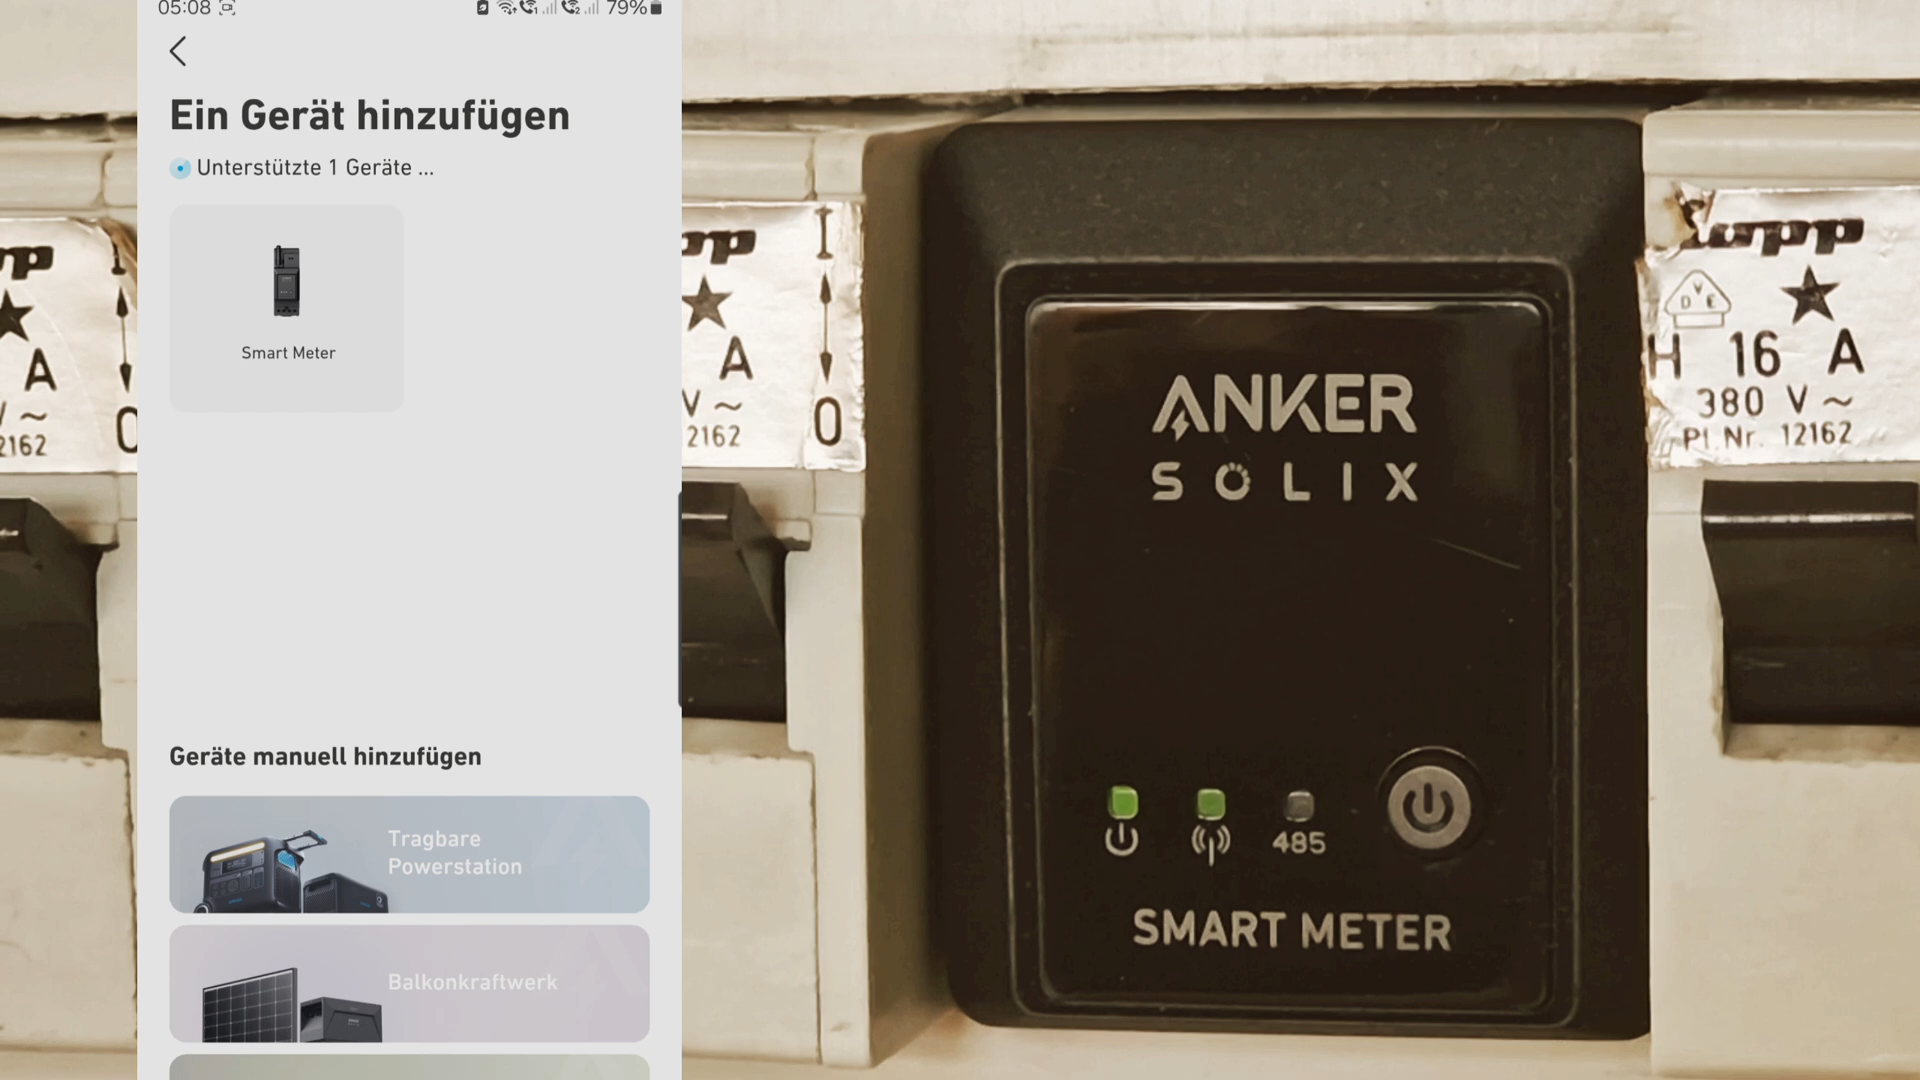 05:08
79%
Ein Gerät hinzufügen
Unterstützte 1 Geräte ...
Smart Meter
Geräte manuell hinzufügen
Tragbare
Powerstation
Balkonkraftwerk
A
V ~
2162
I
0
A
V ~
2162
I
0
ANKER
SOLIX
485
SMART METER
DVE
H 16 A
380 V ~
Pl.Nr. 12162